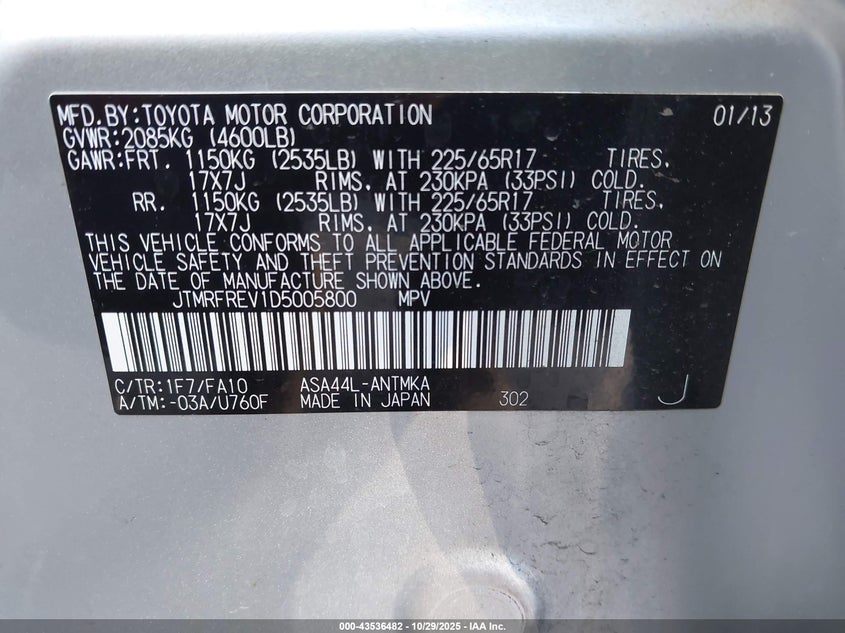 MFD.BY:TOYOTA MOTOR CORPORATION 01/13
GVWR:2085KG (4600LB)
GAWR:FRT. 1150KG (2535LB) WITH 225/65R17 TIRES,
17X7J RIMS, AT 230KPA (33PSI) COLD.
RR. 1150KG (2535LB) WITH 225/65R17 TIRES,
17X7J RIMS, AT 230KPA (33PSI) COLD.
THIS VEHICLE CONFORMS TO ALL APPLICABLE FEDERAL MOTOR
VEHICLE SAFETY AND THEFT PREVENTION STANDARDS IN EFFECT ON
THE DATE OF MANUFACTURE SHOWN ABOVE.
JTMRFREV1D5005800 MPV
C/TR:1F7/FA10 ASA44L-ANTMKA
A/TM:-03A/U760F MADE IN JAPAN 302 J
000-43536482 - 10/29/2025 - IAA Inc.